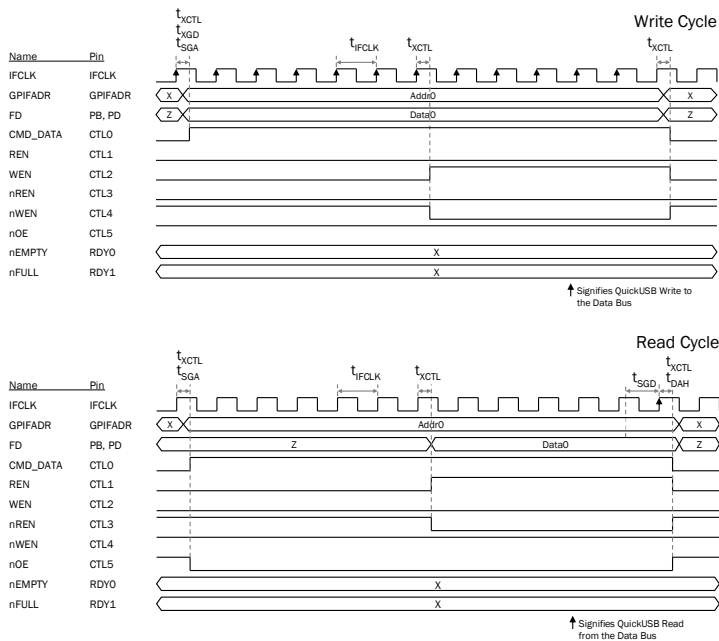 Write Cycle
tXCTL
tXGD
tSGA
tIFCLK
tXCTL
tXCTL
Name Pin
IFCLK IFCLK
GPIFADR GPIFADR X Addr0 X
FD PB, PD Z Data0 Z
CMD_DATA CTL0
REN CTL1
WEN CTL2
nREN CTL3
nWEN CTL4
nOE CTL5
nEMPTY RDY0 X
nFULL RDY1 X
Signifies QuickUSB Write to
the Data Bus
Read Cycle
tXCTL
tSGA
tIFCLK
tXCTL
tSGD
tXCTL
tDAH
Name Pin
IFCLK IFCLK
GPIFADR GPIFADR X Addr0 X
FD PB, PD Z Data0 Z
CMD_DATA CTL0
REN CTL1
WEN CTL2
nREN CTL3
nWEN CTL4
nOE CTL5
nEMPTY RDY0 X
nFULL RDY1 X
Signifies QuickUSB Read
from the Data Bus